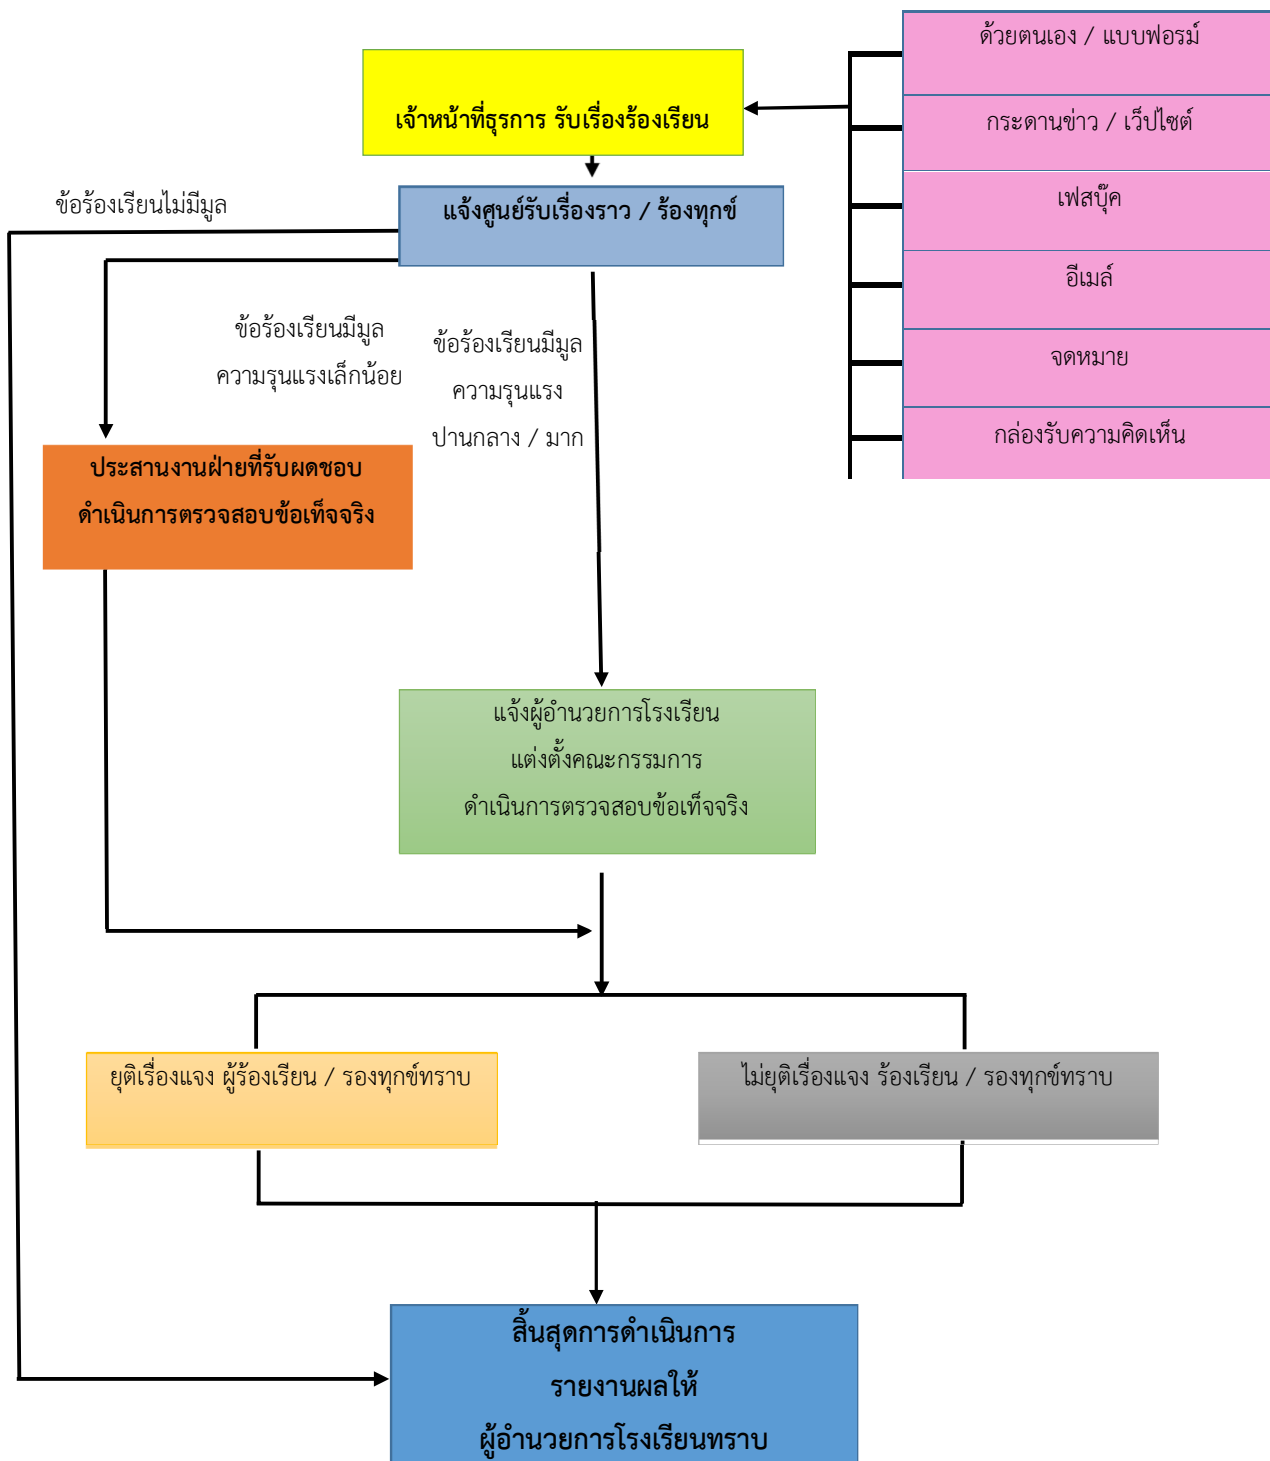 ด้วยตนเอง / แบบฟอรม์
กระดานข่าว / เว็ปไซต์
เฟสบุ๊ค
อีเมล์
จดหมาย
กล่องรับความคิดเห็น
เจ้าหน้าที่ธุรการ รับเรื่องร้องเรียน
แจ้งศูนย์รับเรื่องราว / ร้องทุกข์
ข้อร้องเรียนไม่มีมูล
ข้อร้องเรียนมีมูล
ความรุนแรงเล็กน้อย
ข้อร้องเรียนมีมูล
ความรุนแรง
ปานกลาง / มาก
ประสานงานฝ่ายที่รับผดชอบ
ดำเนินการตรวจสอบข้อเท็จจริง
แจ้งผู้อำนวยการโรงเรียน
แต่งตั้งคณะกรรมการ
ดำเนินการตรวจสอบข้อเท็จจริง
ยุติเรื่องแจง ผู้ร้องเรียน / รองทุกข์ทราบ
ไม่ยุติเรื่องแจง ร้องเรียน / รองทุกข์ทราบ
สิ้นสุดการดำเนินการ
รายงานผลให้
ผู้อำนวยการโรงเรียนทราบ